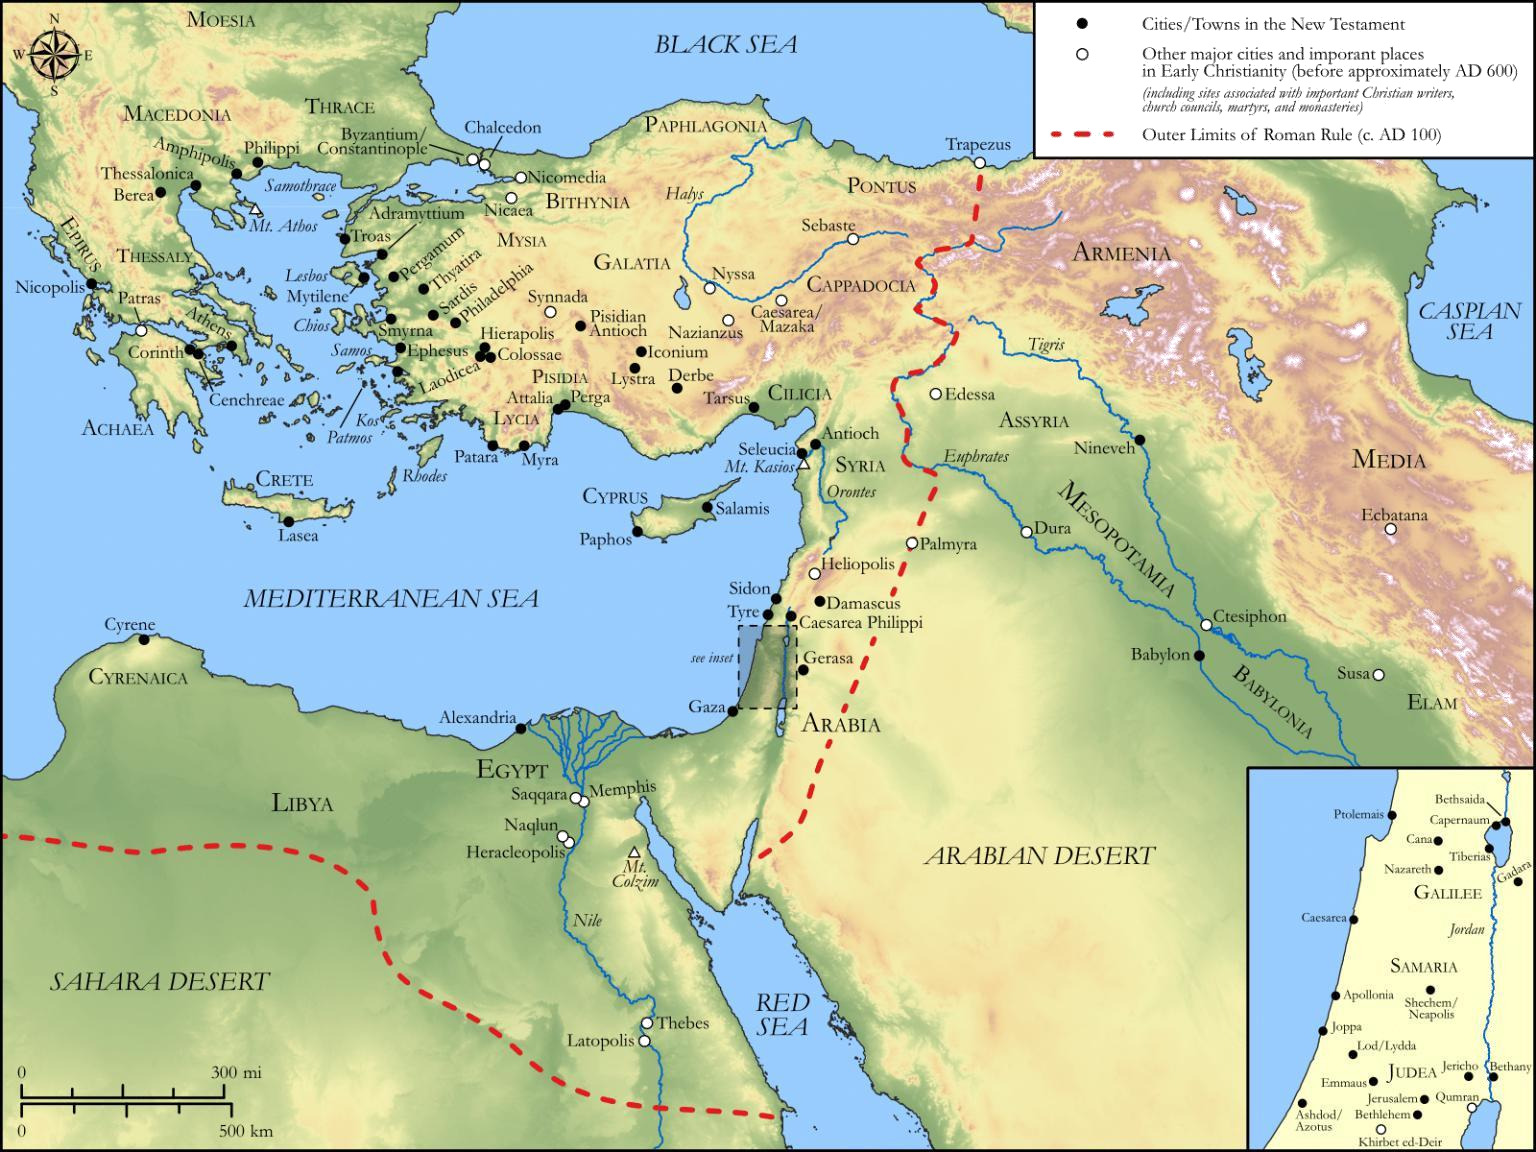 N
W
E
S
MOESIA
BLACK SEA
Cities/Towns in the New Testament
Other major cities and imporant places
in Early Christianity (before approximately AD 600)
(including sites associated with important Christian writers,
church councils, martyrs, and monasteries)
Outer Limits of Roman Rule (c. AD 100)
MACEDONIA
THRACE
Byzantium/
Constantinople
Chalcedon
PAPHLAGONIA
Trapezus
Amphipolis
Philippi
Thessalonica
Berea
Samothrace
Mt. Athos
Nicomedia
Nicaea
BITHYNIA
Halys
PONTUS
Adramyttium
Troas
EPIRUS
THESSALY
MYSIA
Sebaste
ARMENIA
Pergamum
Thyatira
Sardis
Philadelphia
GALATIA
Nyssa
CAPPADOCIA
Lesbos
Mytilene
Nicopolis
Patras
Athens
Chios
Smyrna
Synnada
Pisidian
Antioch
Nazianzus
Caesarea/
Mazaka
CASPIAN
SEA
Corinth
Samos
Ephesus
Hierapolis
Colossae
Laodicea
Iconium
Lystra
Derbe
Tigris
PISIDIA
Cenchreae
Attalia
Perga
Tarsus
CILICIA
Edessa
ASSYRIA
ACHAEA
Kos
Patmos
LYCIA
Patara
Myra
Rhodes
Seleucia
Antioch
Mt. Kasios
SYRIA
Orontes
Nineveh
Euphrates
MEDIA
CRETE
Lasea
CYPRUS
Salamis
Paphos
MESOPOTAMIA
Dura
Ecbatana
Palmyra
MEDITERRANEAN SEA
Heliopolis
Sidon
Tyre
Damascus
Caesarea Philippi
Cyrene
CYRENAICA
see inset
Gerasa
Gaza
ARABIA
Ctesiphon
Babylon
BABYLONIA
Susa
ELAM
Alexandria
EGYPT
Saqqara
Memphis
LIBYA
Naqlun
Heracleopolis
Mt.
Colzim
ARABIAN DESERT
Nile
SAHARA DESERT
RED
SEA
Thebes
Latopolis
0
300 mi
0
500 km
Bethsaida
Ptolemais
Capernaum
Cana
Tiberias
Nazareth
Gadara
GALILEE
Caesarea
Jordan
SAMARIA
Apollonia
Shechem/
Neapolis
Joppa
Lod/Lydda
JUDEA
Jericho
Bethany
Emmaus
Jerusalem
Qumran
Ashdod/
Azotus
Bethlehem
Khirbet ed-Deir